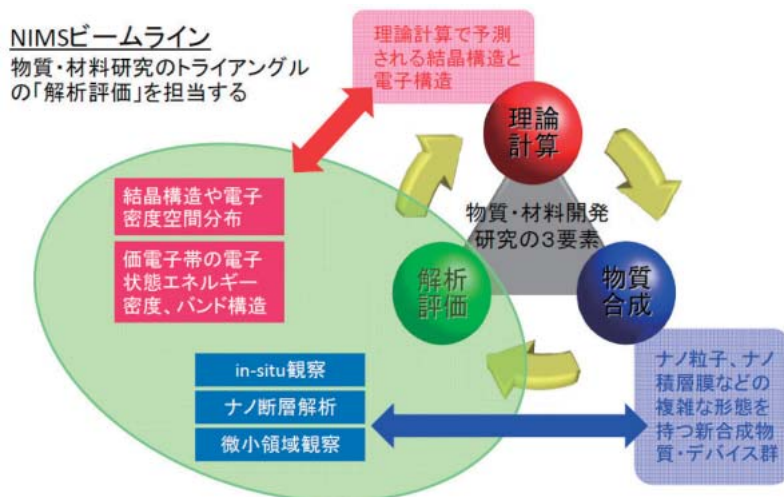 NIMSビームライン
物質・材料研究のトライアングル
の「解析評価」を担当する
理論計算で予測
される結晶構造と
電子構造
理論
計算
物質・材料開発
研究の3要素
解析
評価
物質
合成
結晶構造や電子
密度空間分布
価電子帯の電子
状態エネルギー
密度、バンド構造
in-situ観察
ナノ断層解析
微小領域観察
ナノ粒子、ナノ
積層膜などの
複雑な形態を
持つ新合成物
質・デバイス群